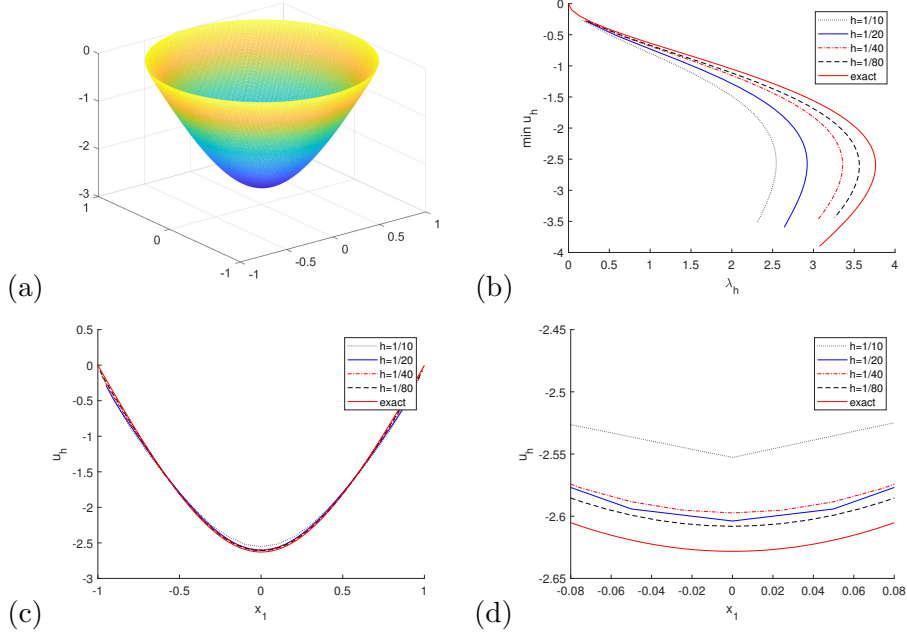 0
-1
-2
-3
1
0
-1
-1
-0.5
0
0.5
1
(a)
0
-0.5
-1
-1.5
-2
-2.5
-3
-3.5
-4
min u_h
0 0.5 1 1.5 2 2.5 3 3.5 4
λ_h
h=1/10
h=1/20
h=1/40
h=1/80
exact
(b)
0.5
0
-0.5
-1
-1.5
-2
-2.5
-3
u_h
-1 -0.5 0 0.5 1
x_1
h=1/10
h=1/20
h=1/40
h=1/80
exact
(c)
-2.45
-2.5
-2.55
-2.6
-2.65
u_h
-0.08 -0.06 -0.04 -0.02 0 0.02 0.04 0.06 0.08
x_1
h=1/10
h=1/20
h=1/40
h=1/80
exact
(d)